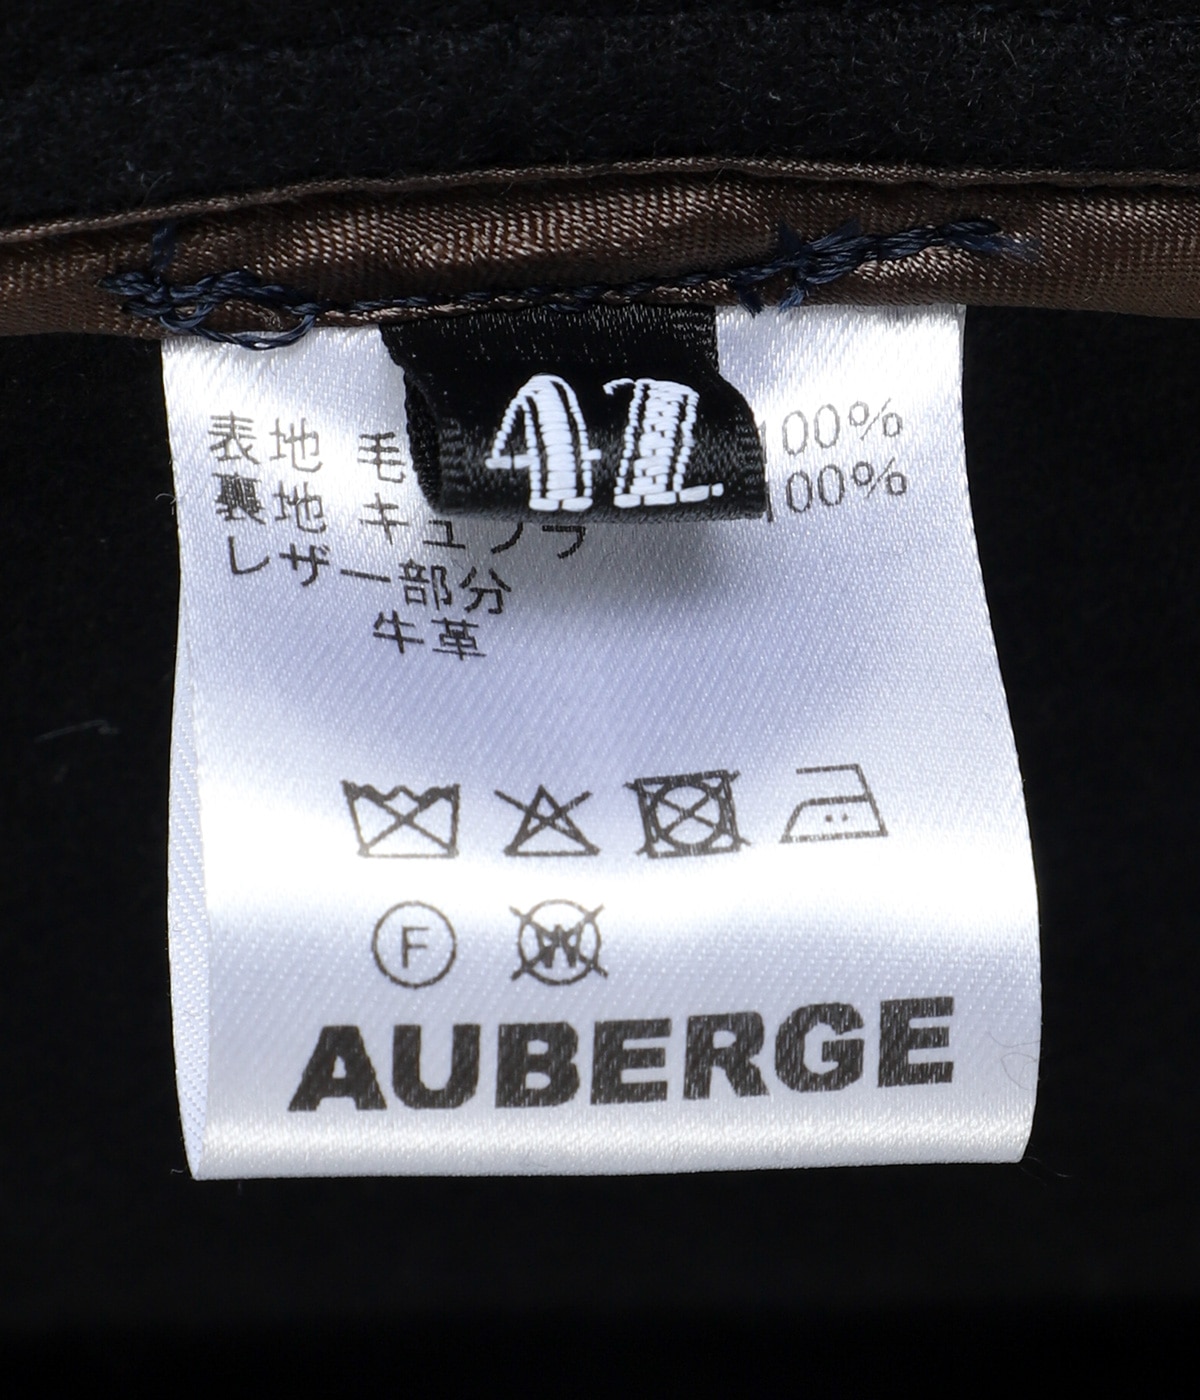 42
表地 毛 100%
裏地 キュプラ 100%
レザー部分
牛革
F
W
AUBERGE